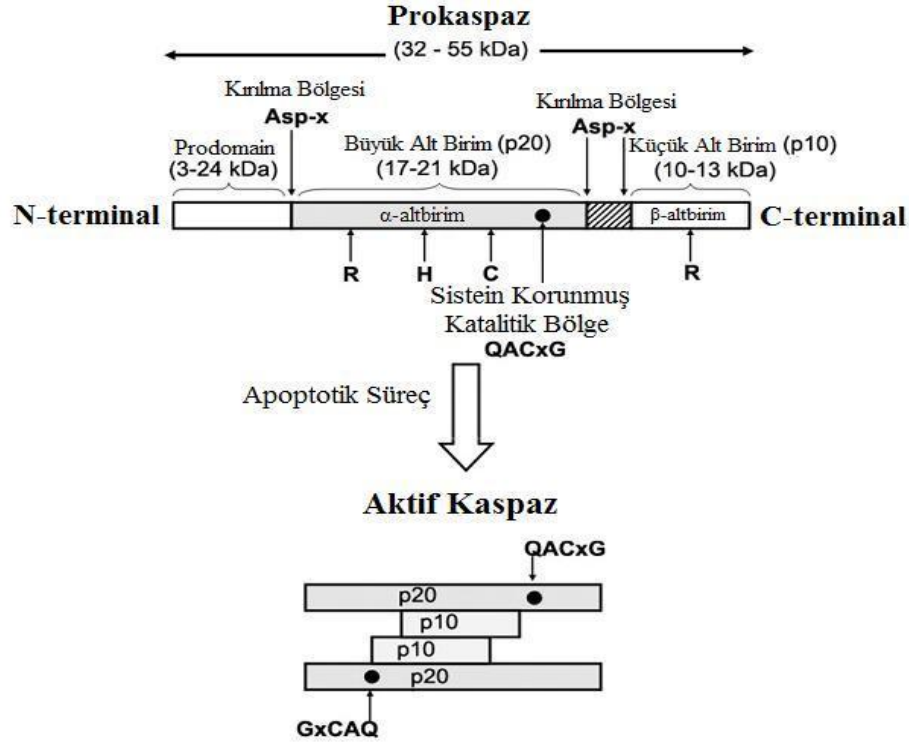 Prokaspaz
(32 - 55 kDa)
Kırılma Bölgesi
Asp-x
Kırılma Bölgesi
Asp-x
Prodomain
(3-24 kDa)
Büyük Alt Birim (p20)
(17-21 kDa)
Küçük Alt Birim (p10)
(10-13 kDa)
N-terminal
α-altbirim
β-altbirim
C-terminal
R
H
C
R
Sistein Korunmuş
Katalitik Bölge
QACxG
Apoptotik Süreç
Aktif Kaspaz
QACxG
p20
p10
p10
p20
GxCAQ